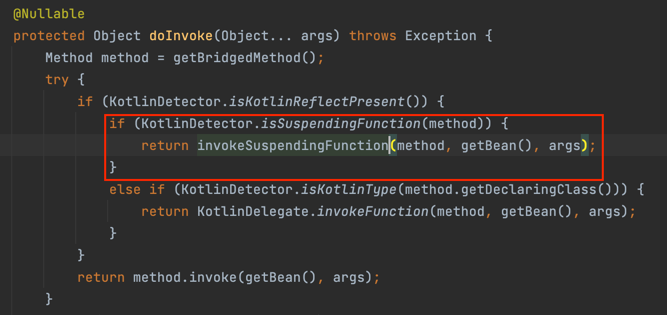 @Nullable
protected Object doInvoke(Object... args) throws Exception {
    Method method = getBridgedMethod();
    try {
        if (KotlinDetector.isKotlinReflectPresent()) {
            if (KotlinDetector.isSuspendingFunction(method)) {
                return invokeSuspendingFunction(method, getBean(), args);
            }
            else if (KotlinDetector.isKotlinType(method.getDeclaringClass())) {
                return KotlinDelegate.invokeFunction(method, getBean(), args);
            }
        }
        return method.invoke(getBean(), args);
    }